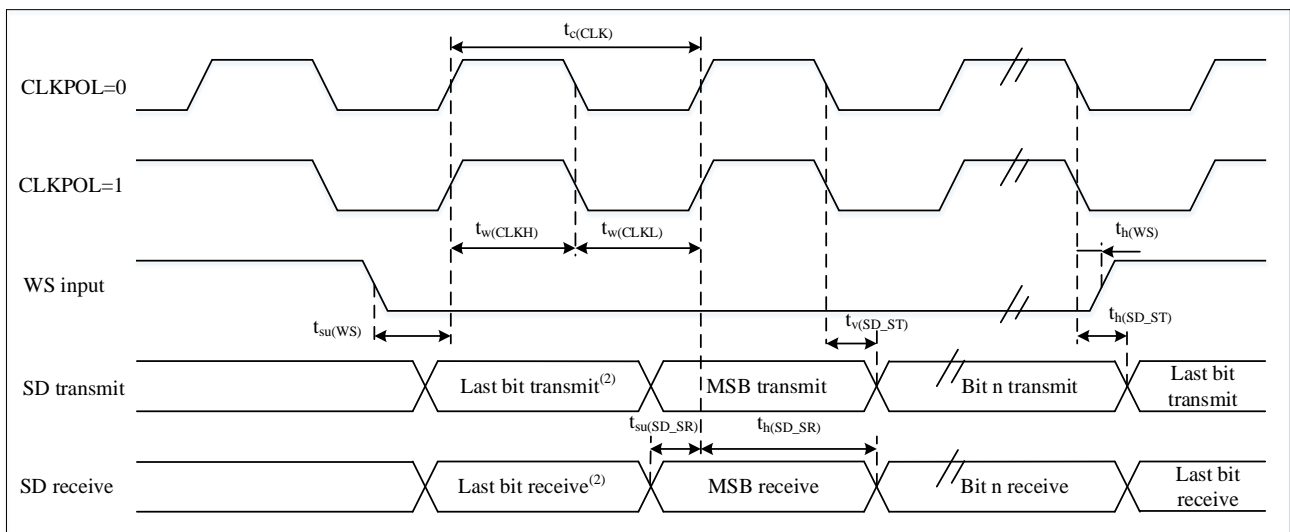 t_c(CLK)
CLKPOL=0
CLKPOL=1
t_w(CLKH)
t_w(CLKL)
t_h(WS)
WS input
t_su(WS)
t_v(SD_ST)
t_h(SD_ST)
SD transmit
Last bit transmit(2)
MSB transmit
Bit n transmit
Last bit
transmit
t_su(SD_SR)
t_h(SD_SR)
SD receive
Last bit receive(2)
MSB receive
Bit n receive
Last bit
receive